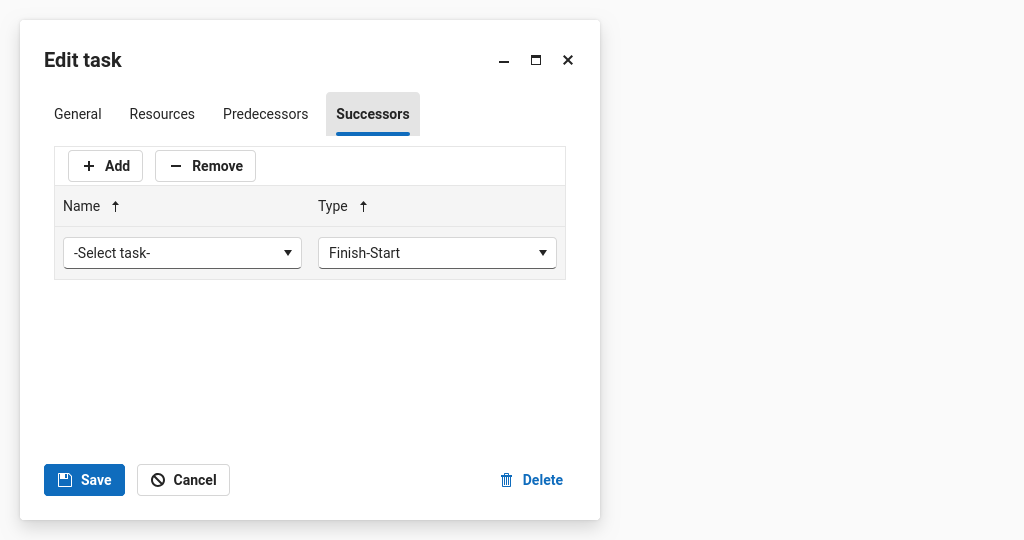 Edit task
General Resources Predecessors Successors
Add Remove
Name Type
-Select task- Finish-Start
Save Cancel Delete